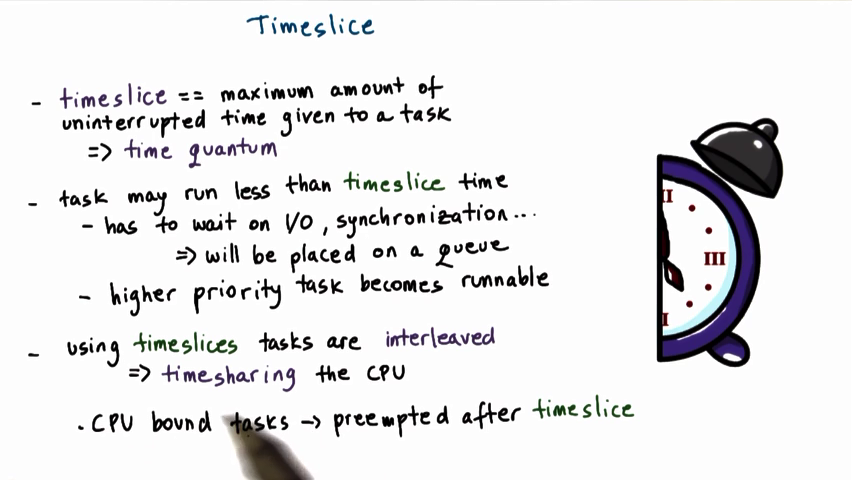 Timeslice
- timeslice == maximum amount of
uninterrupted time given to a task
=> time quantum
- task may run less than timeslice time
- has to wait on I/O, synchronization...
=> will be placed on a queue
- higher priority task becomes runnable
- using timeslices tasks are interleaved
=> timesharing the CPU
. CPU bound tasks -> preempted after timeslice
II
III
I